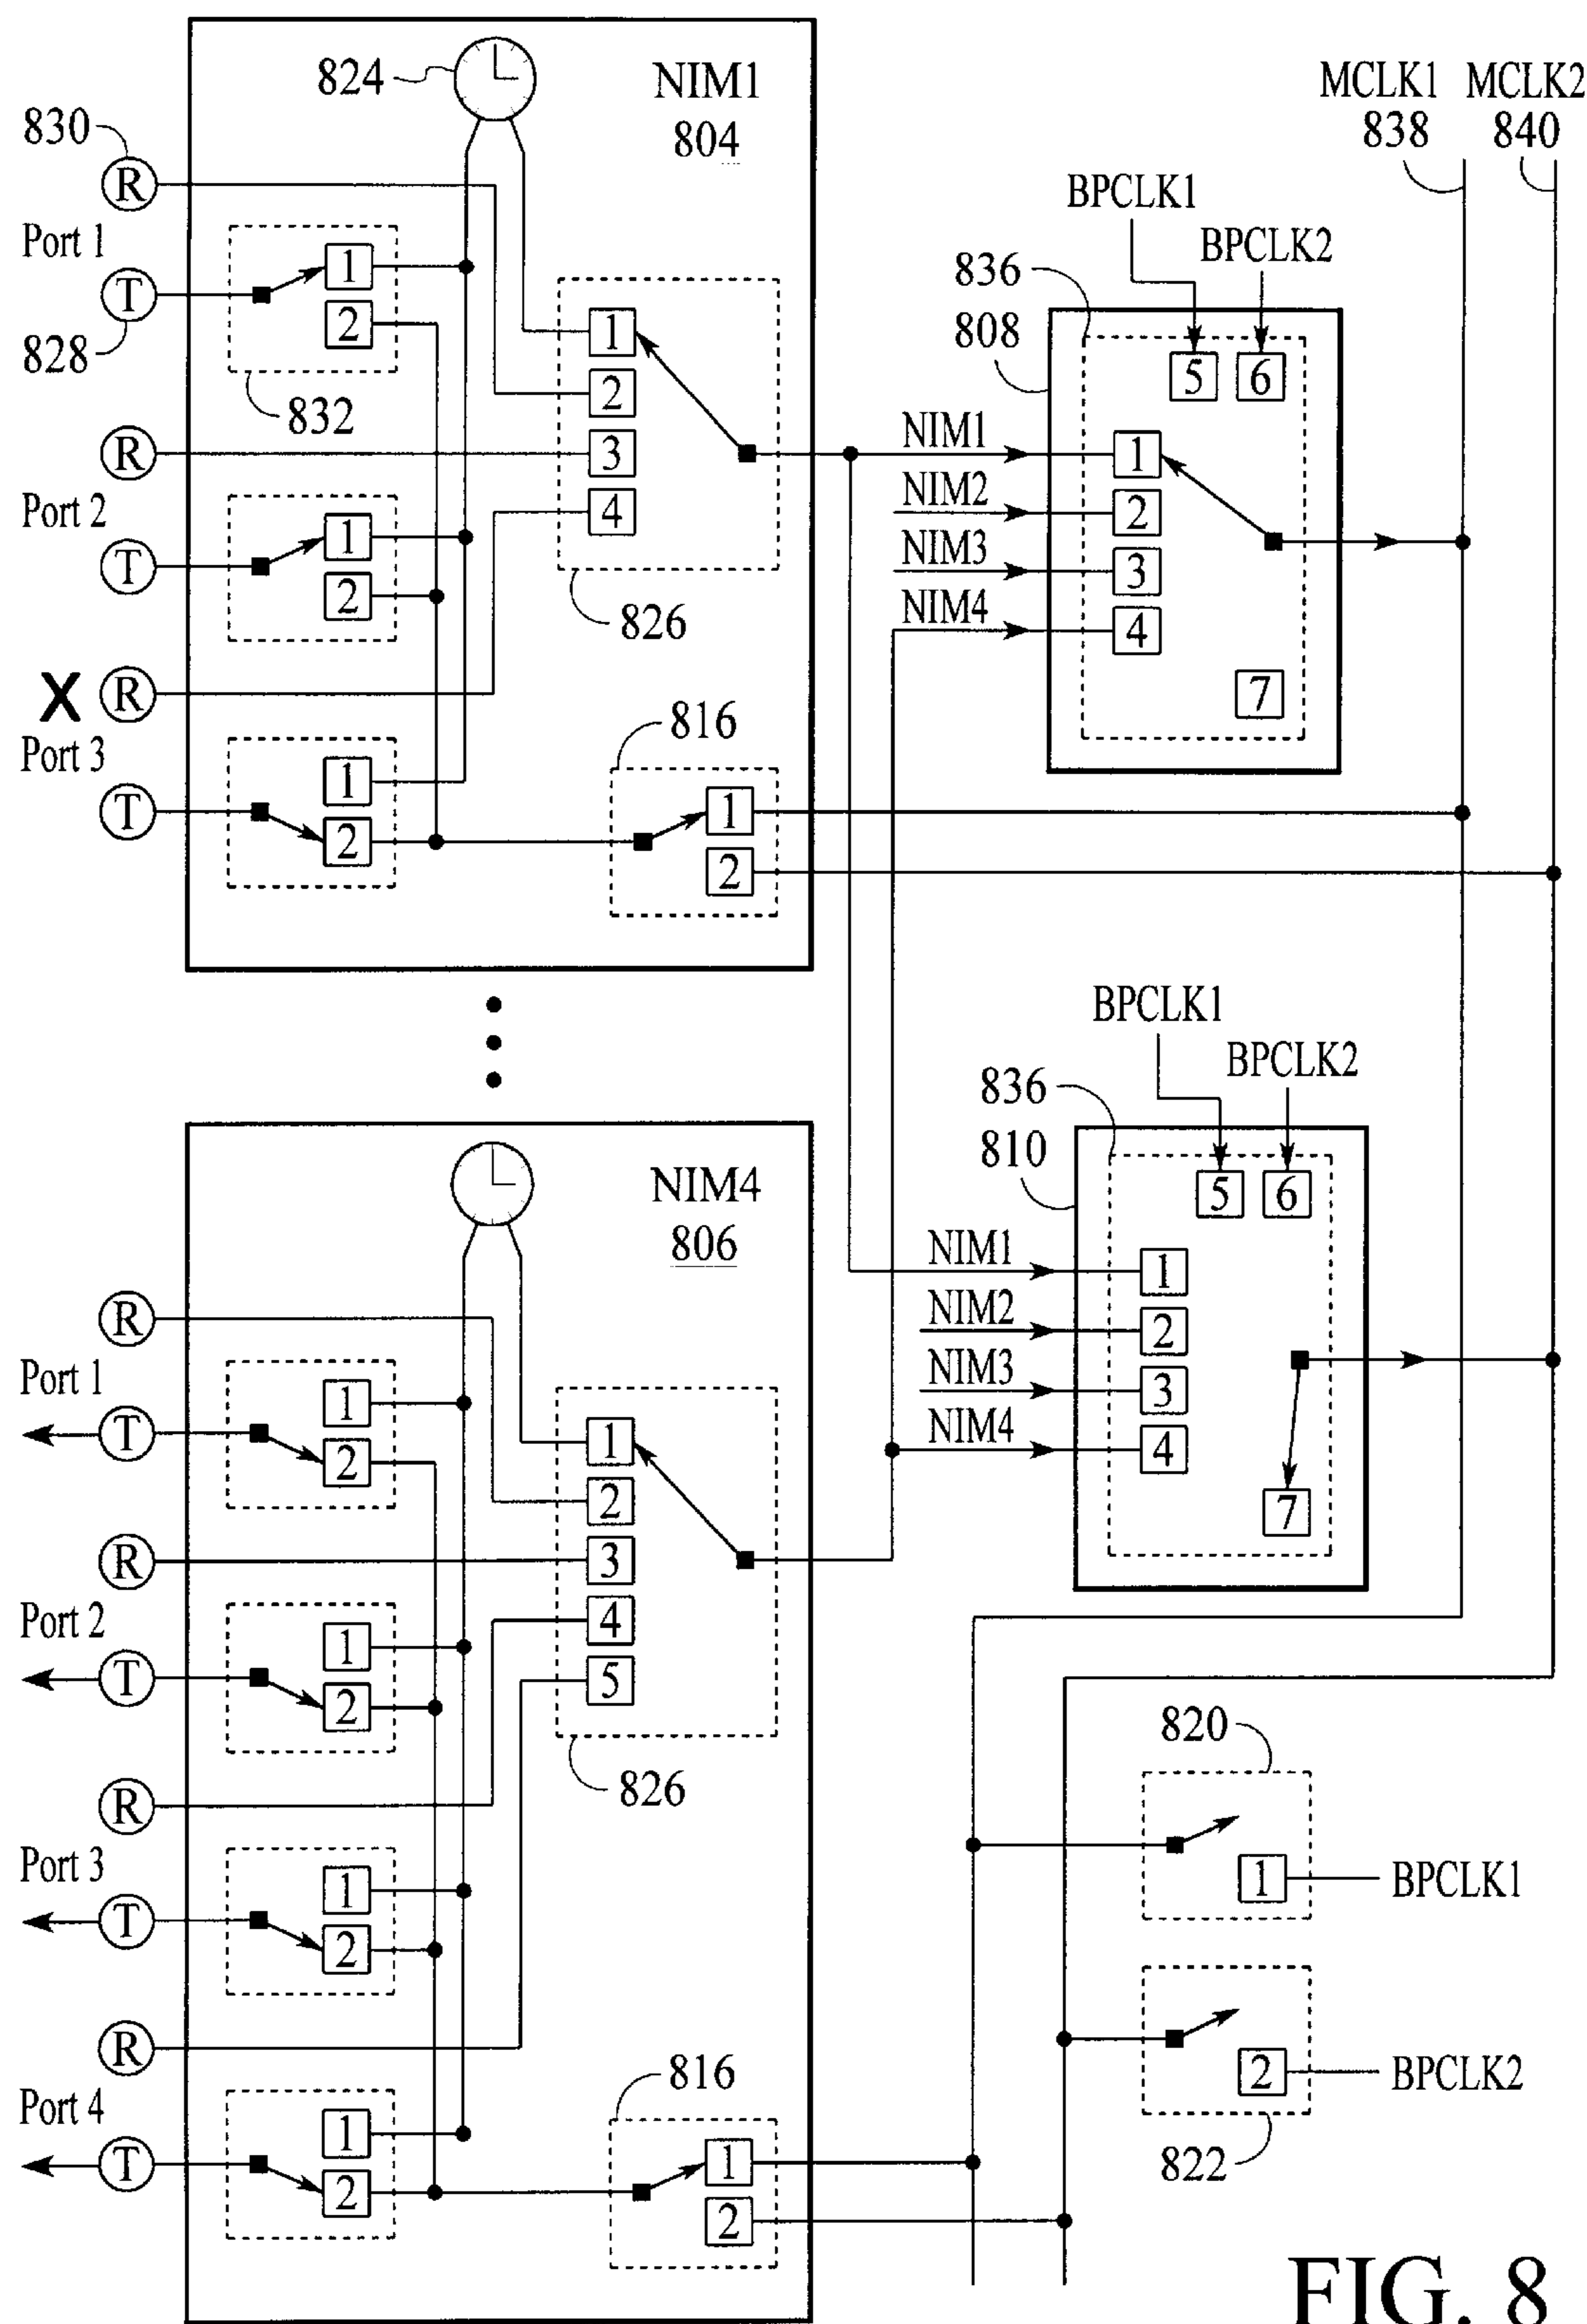 824
NIM1
804
MCLK1 MCLK2
838 840
830
R
Port 1
T
828
1
2
832
1
2
3
4
826
BPCLK1
BPCLK2
836
808
5 6
NIM1
NIM2
NIM3
NIM4
1
2
3
4
7
R
Port 2
T
1
2
X R
Port 3
T
1
2
816
1
2
NIM4
806
BPCLK1
BPCLK2
836
810
5 6
NIM1
NIM2
NIM3
NIM4
1
2
3
4
7
R
Port 1
T
1
2
1
2
3
4
5
826
R
Port 2
T
1
2
R
Port 3
T
1
2
R
Port 4
T
1
2
816
1
2
820
1 BPCLK1
2 BPCLK2
822
FIG. 8